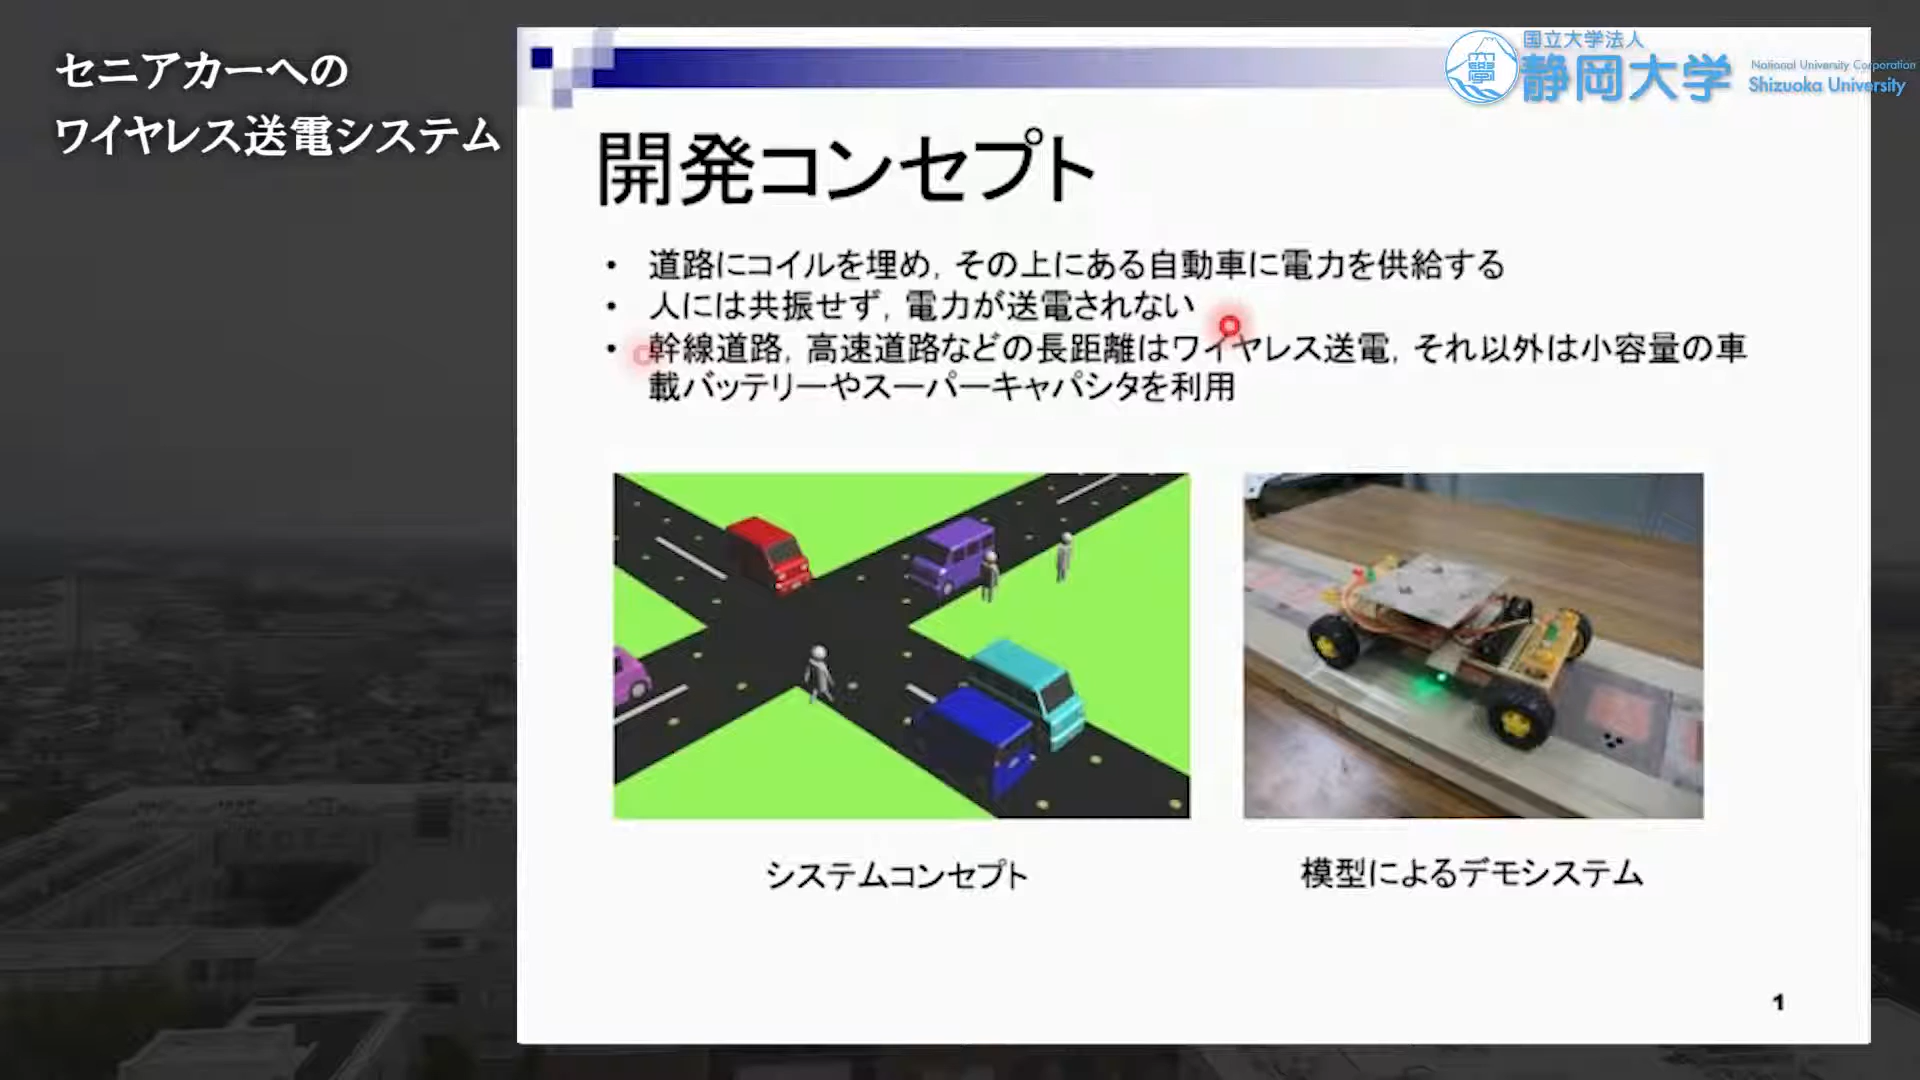 セニアカーへの
ワイヤレス送電システム
国立大学法人
静岡大学
National University Corporation
Shizuoka University
開発コンセプト
• 道路にコイルを埋め, その上にある自動車に電力を供給する
• 人には共振せず, 電力が送電されない
• 幹線道路, 高速道路などの長距離はワイヤレス送電, それ以外は小容量の車
載バッテリーやスーパーキャパシタを利用
システムコンセプト
模型によるデモシステム
1